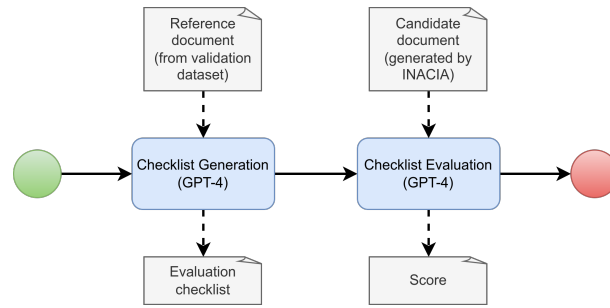 Reference
document
(from validation
dataset)
Candidate
document
(generated by
INACIA)
Checklist Generation
(GPT-4)
Checklist Evaluation
(GPT-4)
Evaluation
checklist
Score